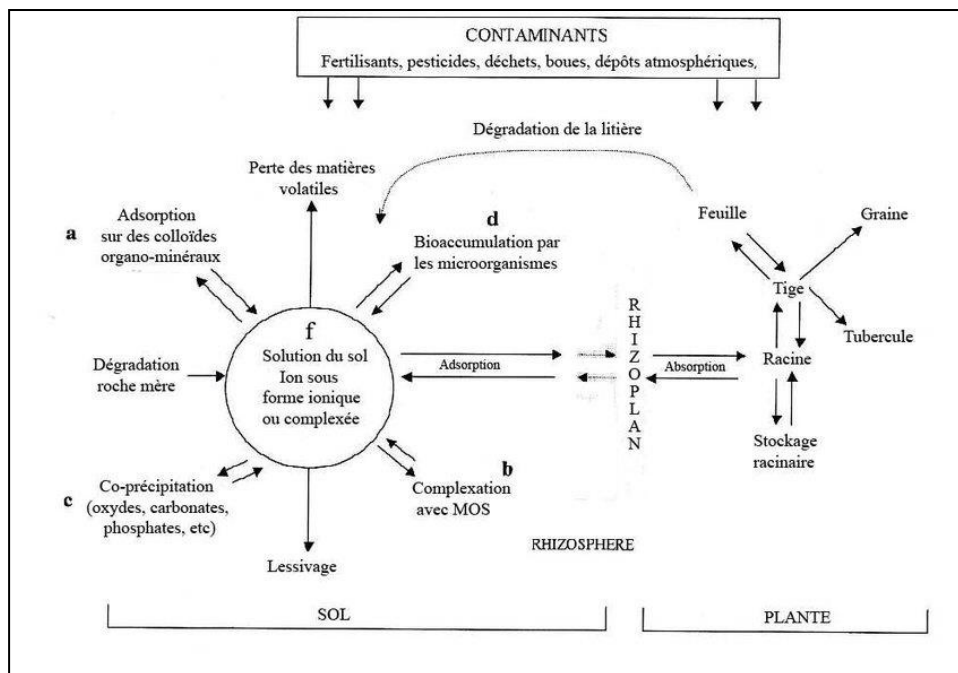 CONTAMINANTS
Fertilisants, pesticides, déchets, boues, dépôts atmosphériques,
Dégradation de la litière
Perte des matières
volatiles
a
Adsorption
sur des colloïdes
organo-minéraux
d
Bioaccumulation par
les microorganismes
Feuille
Graine
Tige
Tubercule
Racine
Stockage
racinaire
f
Solution du sol
Ion sous
forme ionique
ou complexée
Dégradation
roche mère
Adsorption
RHIZOPLAN
Absorption
c
Co-précipitation
(oxydes, carbonates,
phosphates, etc)
b
Complexation
avec MOS
Lessivage
RHIZOSPHERE
SOL
PLANTE